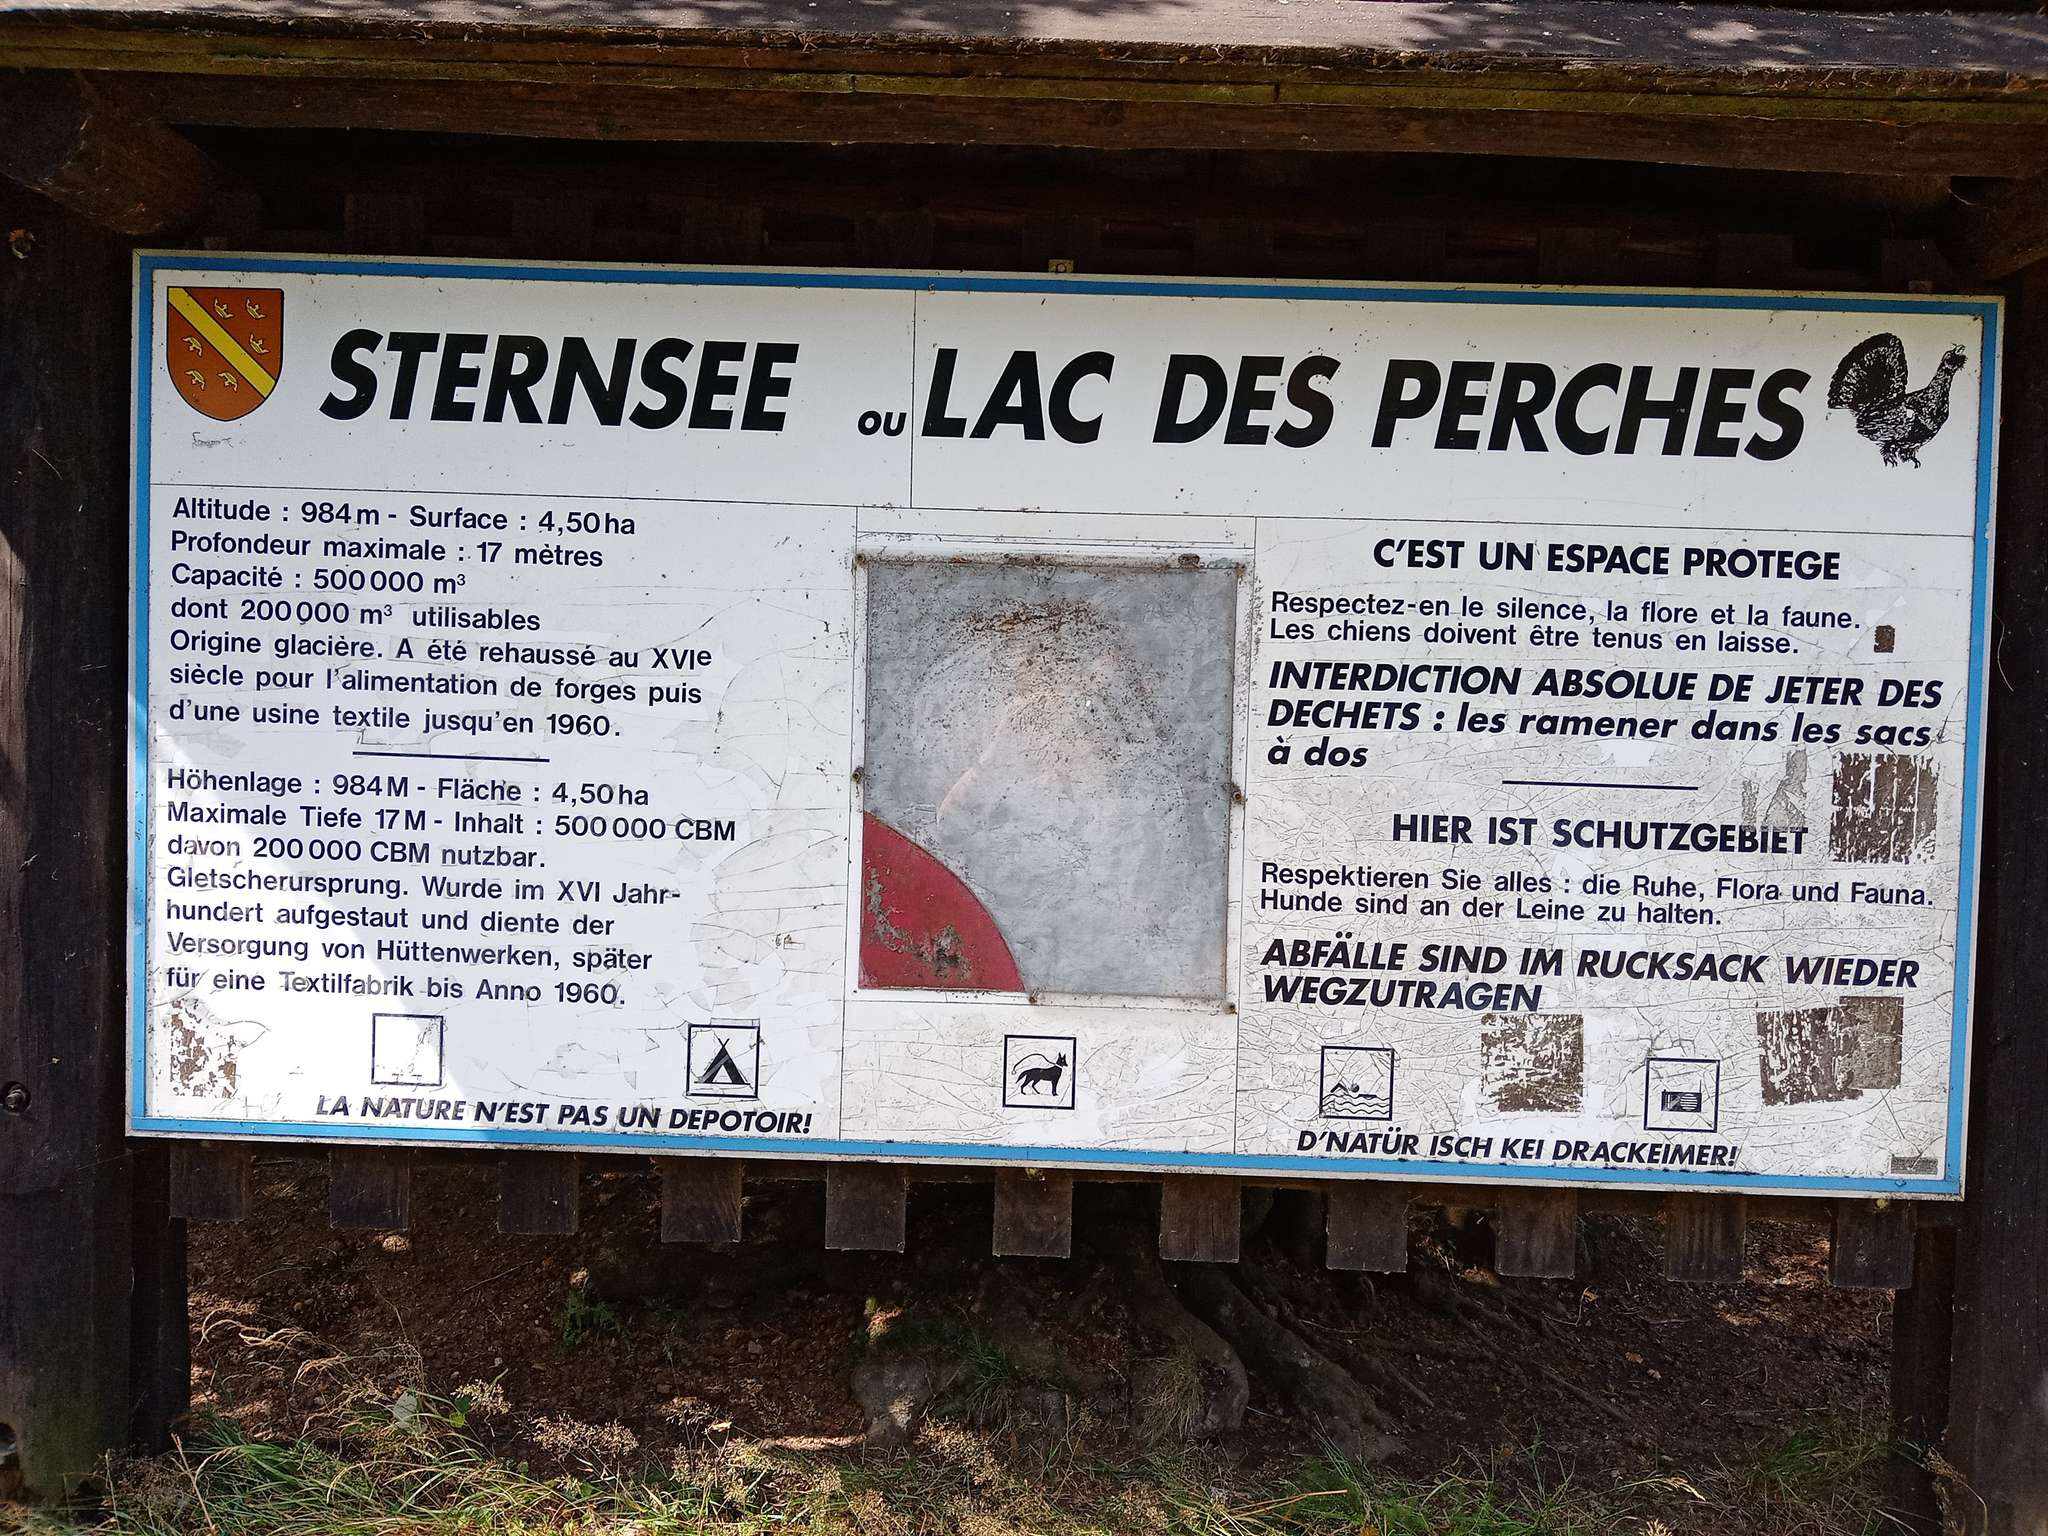 STERNSEE ou LAC DES PERCHES
Altitude : 984 m - Surface : 4,50 ha
Profondeur maximale : 17 mètres
Capacité : 500 000 m³
dont 200 000 m³ utilisables
Origine glacière. A été rehaussé au XVIe
siècle pour l'alimentation de forges puis
d'une usine textile jusqu'en 1960.
Höhenlage : 984 M - Fläche : 4,50 ha
Maximale Tiefe 17 M - Inhalt : 500 000 CBM
davon 200 000 CBM nutzbar.
Gletscherursprung. Wurde im XVI Jahr-
hundert aufgestaut und diente der
Versorgung von Hüttenwerken, später
für eine Textilfabrik bis Anno 1960.
LA NATURE N'EST PAS UN DEPOTOIR!
C'EST UN ESPACE PROTEGE
Respectez-en le silence, la flore et la faune.
Les chiens doivent être tenus en laisse.
INTERDICTION ABSOLUE DE JETER DES
DECHETS : les ramener dans les sacs
à dos
HIER IST SCHUTZGEBIET
Respektieren Sie alles : die Ruhe, Flora und Fauna.
Hunde sind an der Leine zu halten.
ABFÄLLE SIND IM RUCKSACK WIEDER
WEGZUTRAGEN
D'NATÜR ISCH KEI DRACKEIMER!